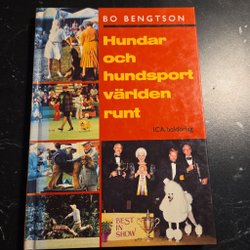 BO BENGTSON
Hundar
och
hundsport
världen
runt
ICA bokförlag
BEST
IN
SHOW